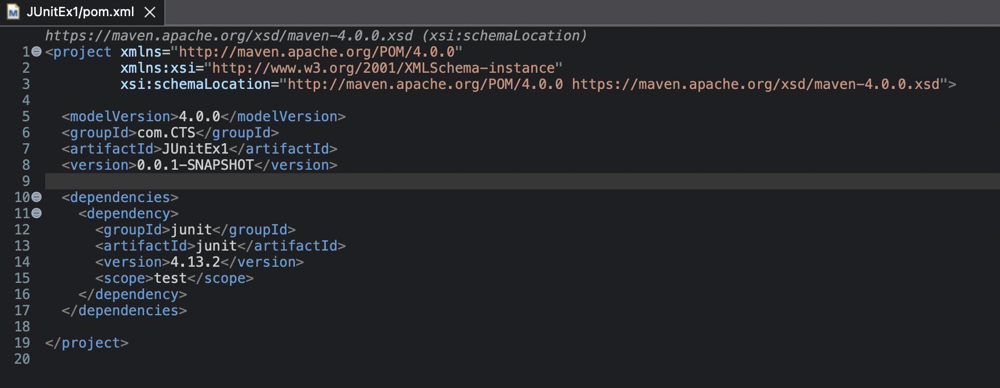 JUnitEx1/pom.xml
https://maven.apache.org/xsd/maven-4.0.0.xsd (xsi:schemaLocation)
1 <project xmlns="http://maven.apache.org/POM/4.0.0"
2          xmlns:xsi="http://www.w3.org/2001/XMLSchema-instance"
3          xsi:schemaLocation="http://maven.apache.org/POM/4.0.0 https://maven.apache.org/xsd/maven-4.0.0.xsd">
4
5   <modelVersion>4.0.0</modelVersion>
6   <groupId>com.CTS</groupId>
7   <artifactId>JUnitEx1</artifactId>
8   <version>0.0.1-SNAPSHOT</version>
9
10   <dependencies>
11     <dependency>
12       <groupId>junit</groupId>
13       <artifactId>junit</artifactId>
14       <version>4.13.2</version>
15       <scope>test</scope>
16     </dependency>
17   </dependencies>
18
19 </project>
20